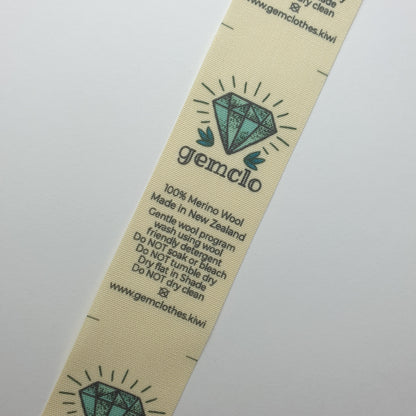 dry clean
www.gemclothes.kiwi
gemclo
100% Merino Wool
Made in New Zealand
Gentle wool program
wash using wool
friendly detergent
Do NOT soak or bleach
Do NOT tumble dry
Dry flat in Shade
Do NOT dry clean
www.gemclothes.kiwi